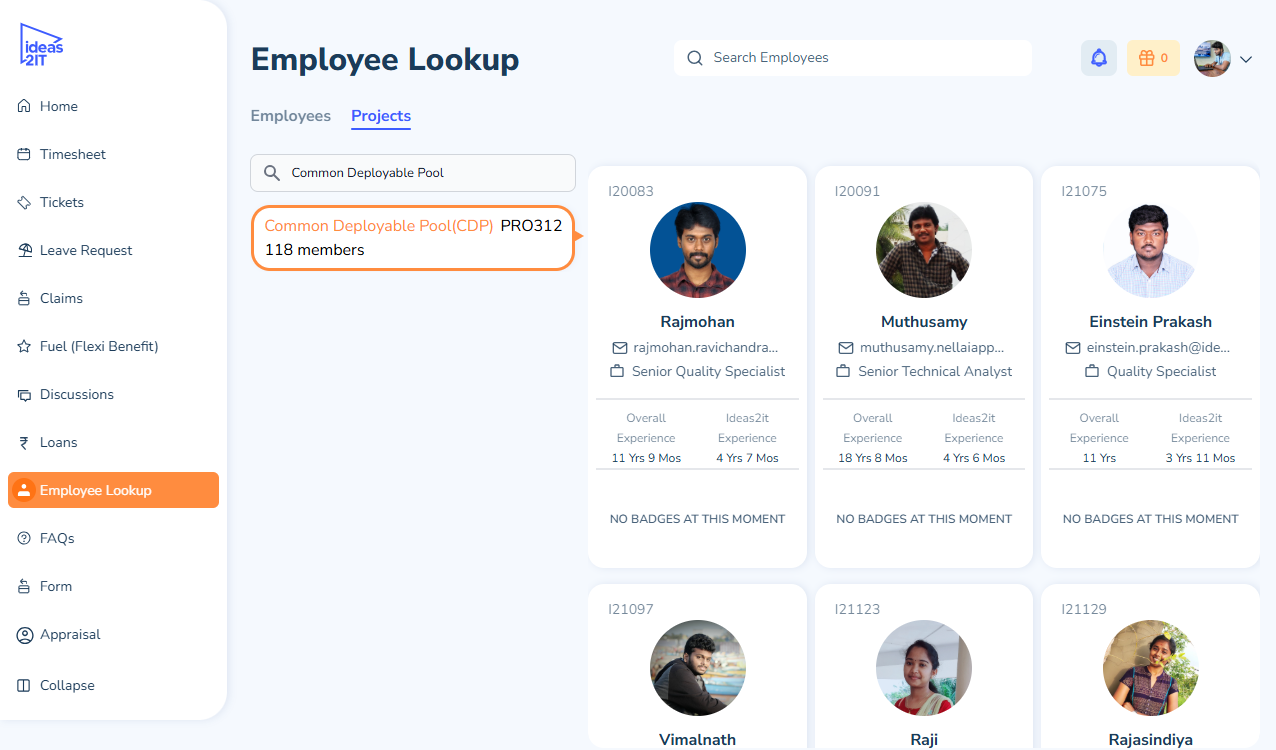 ideas
2IT
Home
Timesheet
Tickets
Leave Request
Claims
Fuel (Flexi Benefit)
Discussions
Loans
Employee Lookup
FAQs
Form
Appraisal
Collapse
Employee Lookup
Search Employees
0
Employees Projects
Common Deployable Pool
Common Deployable Pool(CDP) PRO312
118 members
I20083
Rajmohan
rajmohan.ravichandra...
Senior Quality Specialist
Overall Experience
11 Yrs 9 Mos
Ideas2it Experience
4 Yrs 7 Mos
NO BADGES AT THIS MOMENT
I20091
Muthusamy
muthusamy.nellaiapp...
Senior Technical Analyst
Overall Experience
18 Yrs 8 Mos
Ideas2it Experience
4 Yrs 6 Mos
NO BADGES AT THIS MOMENT
I21075
Einstein Prakash
einstein.prakash@ide...
Quality Specialist
Overall Experience
11 Yrs
Ideas2it Experience
3 Yrs 11 Mos
NO BADGES AT THIS MOMENT
I21097
Vimalnath
I21123
Raji
I21129
Rajasindiya